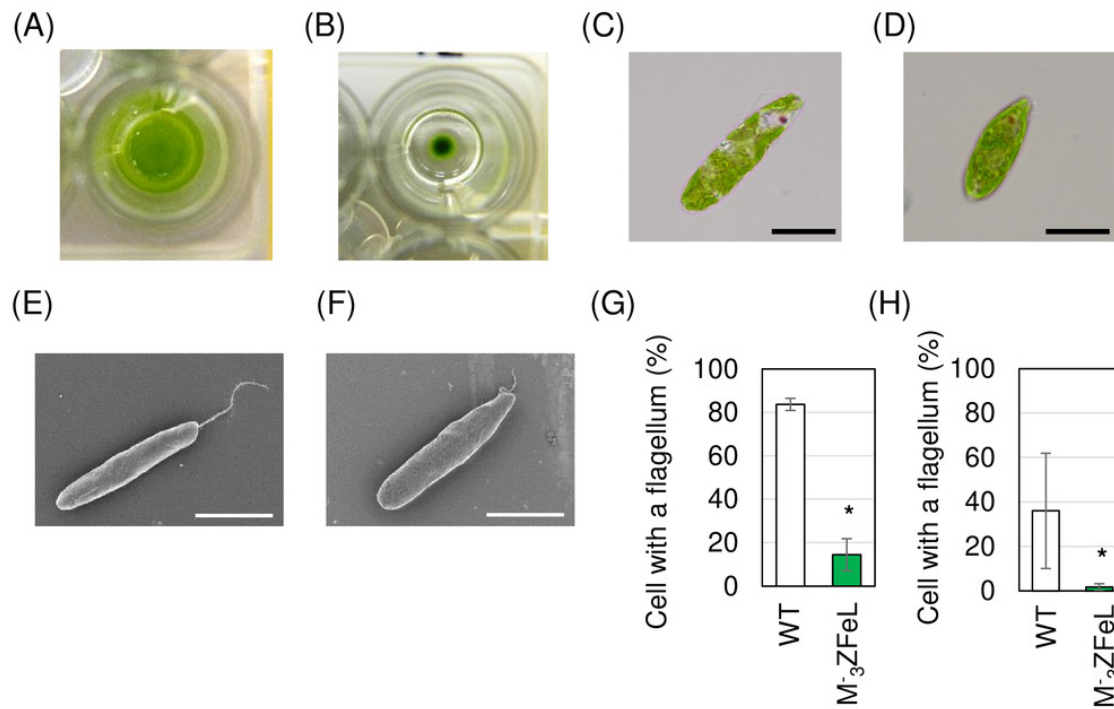 (A)
(B)
(C)
(D)
(E)
(F)
(G)
(H)
Cell with a flagellum (%)
100
80
60
40
20
0
*
WT
M⁻₃ZFeL
Cell with a flagellum (%)
100
80
60
40
20
0
*
WT
M⁻₃ZFeL